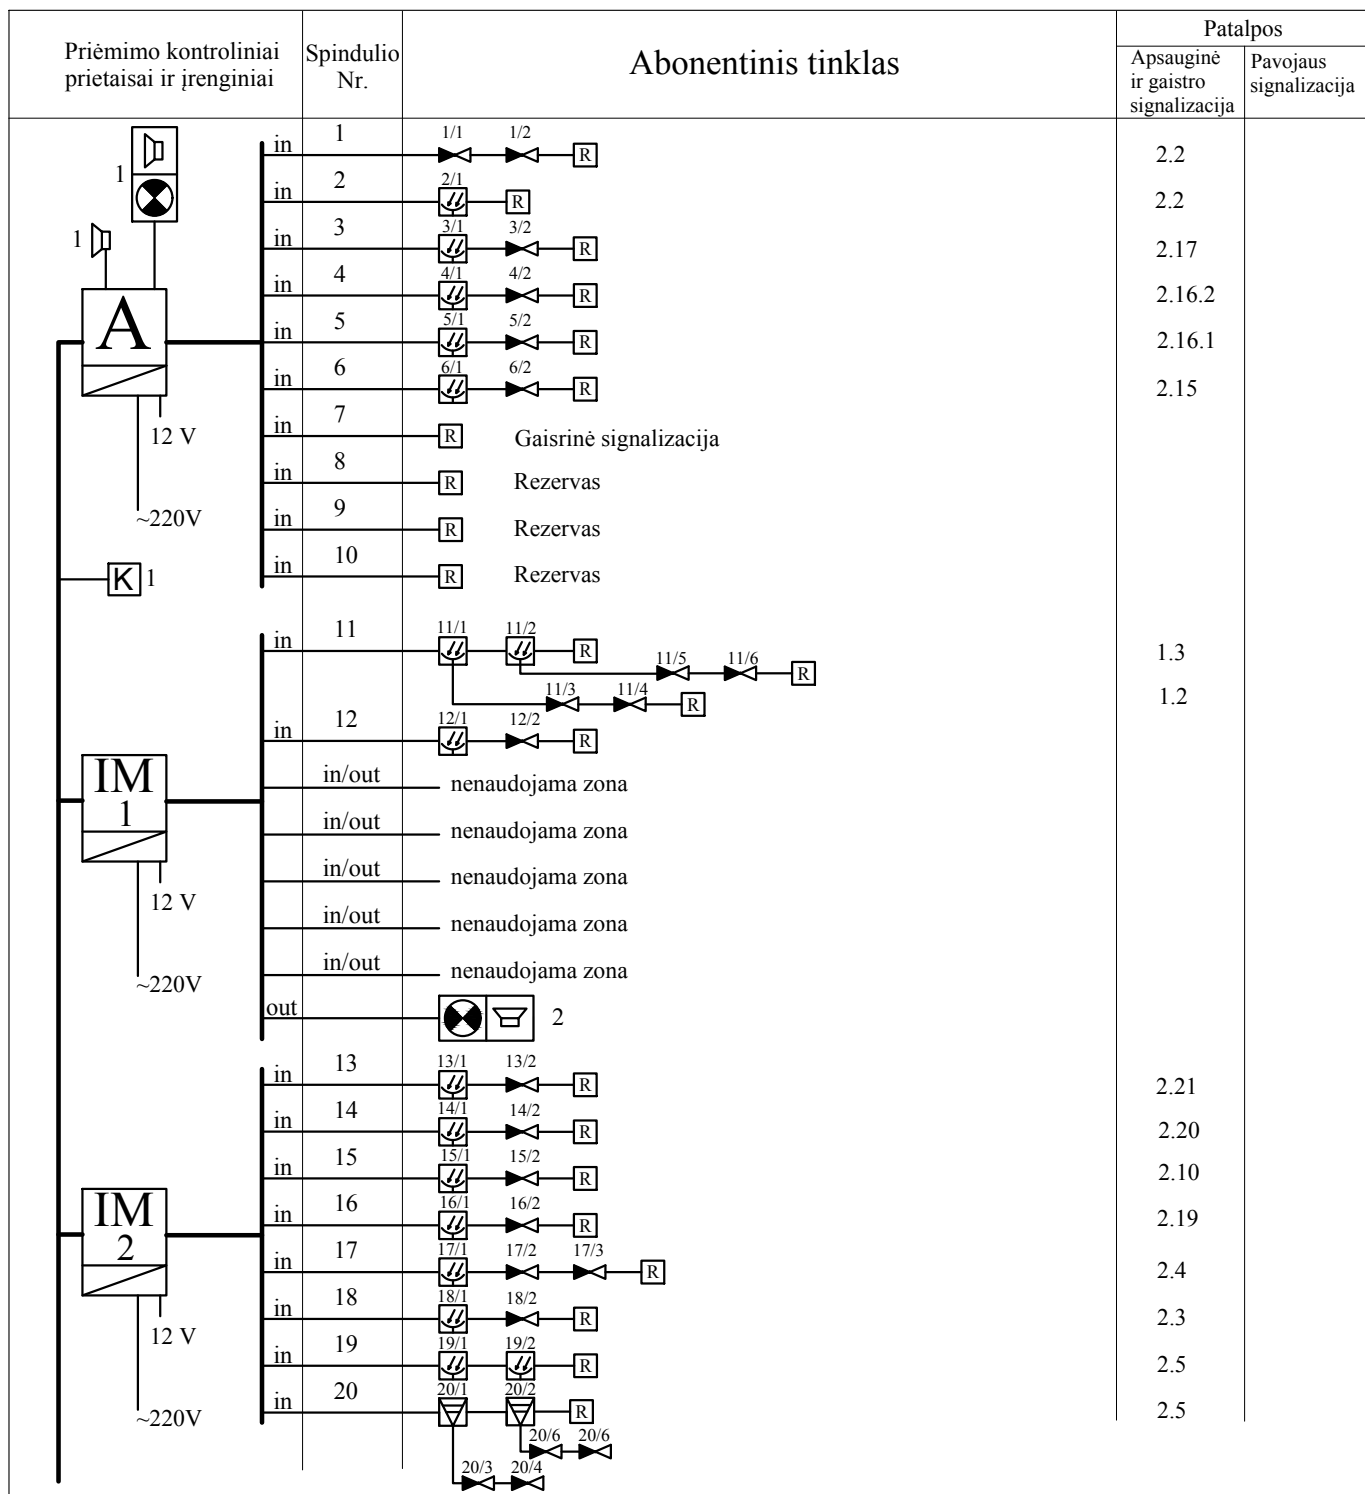 Priėmimo kontroliniai
prietaisai ir įrenginiai
Spindulio
Nr.
Abonentinis tinklas
Patalpos
Apsauginė
ir gaistro
signalizacija
Pavojaus
signalizacija
1
1
A
12 V
~220V
K 1
in 1 1/1 1/2 R 2.2
in 2 2/1 R 2.2
in 3 3/1 3/2 R 2.17
in 4 4/1 4/2 R 2.16.2
in 5 5/1 5/2 R 2.16.1
in 6 6/1 6/2 R 2.15
in 7 R Gaisrinė signalizacija
in 8 R Rezervas
in 9 R Rezervas
in 10 R Rezervas
IM
1
12 V
~220V
in 11 11/1 11/2 R 1.3
11/5 11/6 R
11/3 11/4 R 1.2
in 12 12/1 12/2 R
in/out nenaudojama zona
in/out nenaudojama zona
in/out nenaudojama zona
in/out nenaudojama zona
in/out nenaudojama zona
out 2
IM
2
12 V
~220V
in 13 13/1 13/2 R 2.21
in 14 14/1 14/2 R 2.20
in 15 15/1 15/2 R 2.10
in 16 16/1 16/2 R 2.19
in 17 17/1 17/2 17/3 R 2.4
in 18 18/1 18/2 R 2.3
in 19 19/1 19/2 R 2.5
in 20 20/1 20/2 R 2.5
20/6 20/6
20/3 20/4